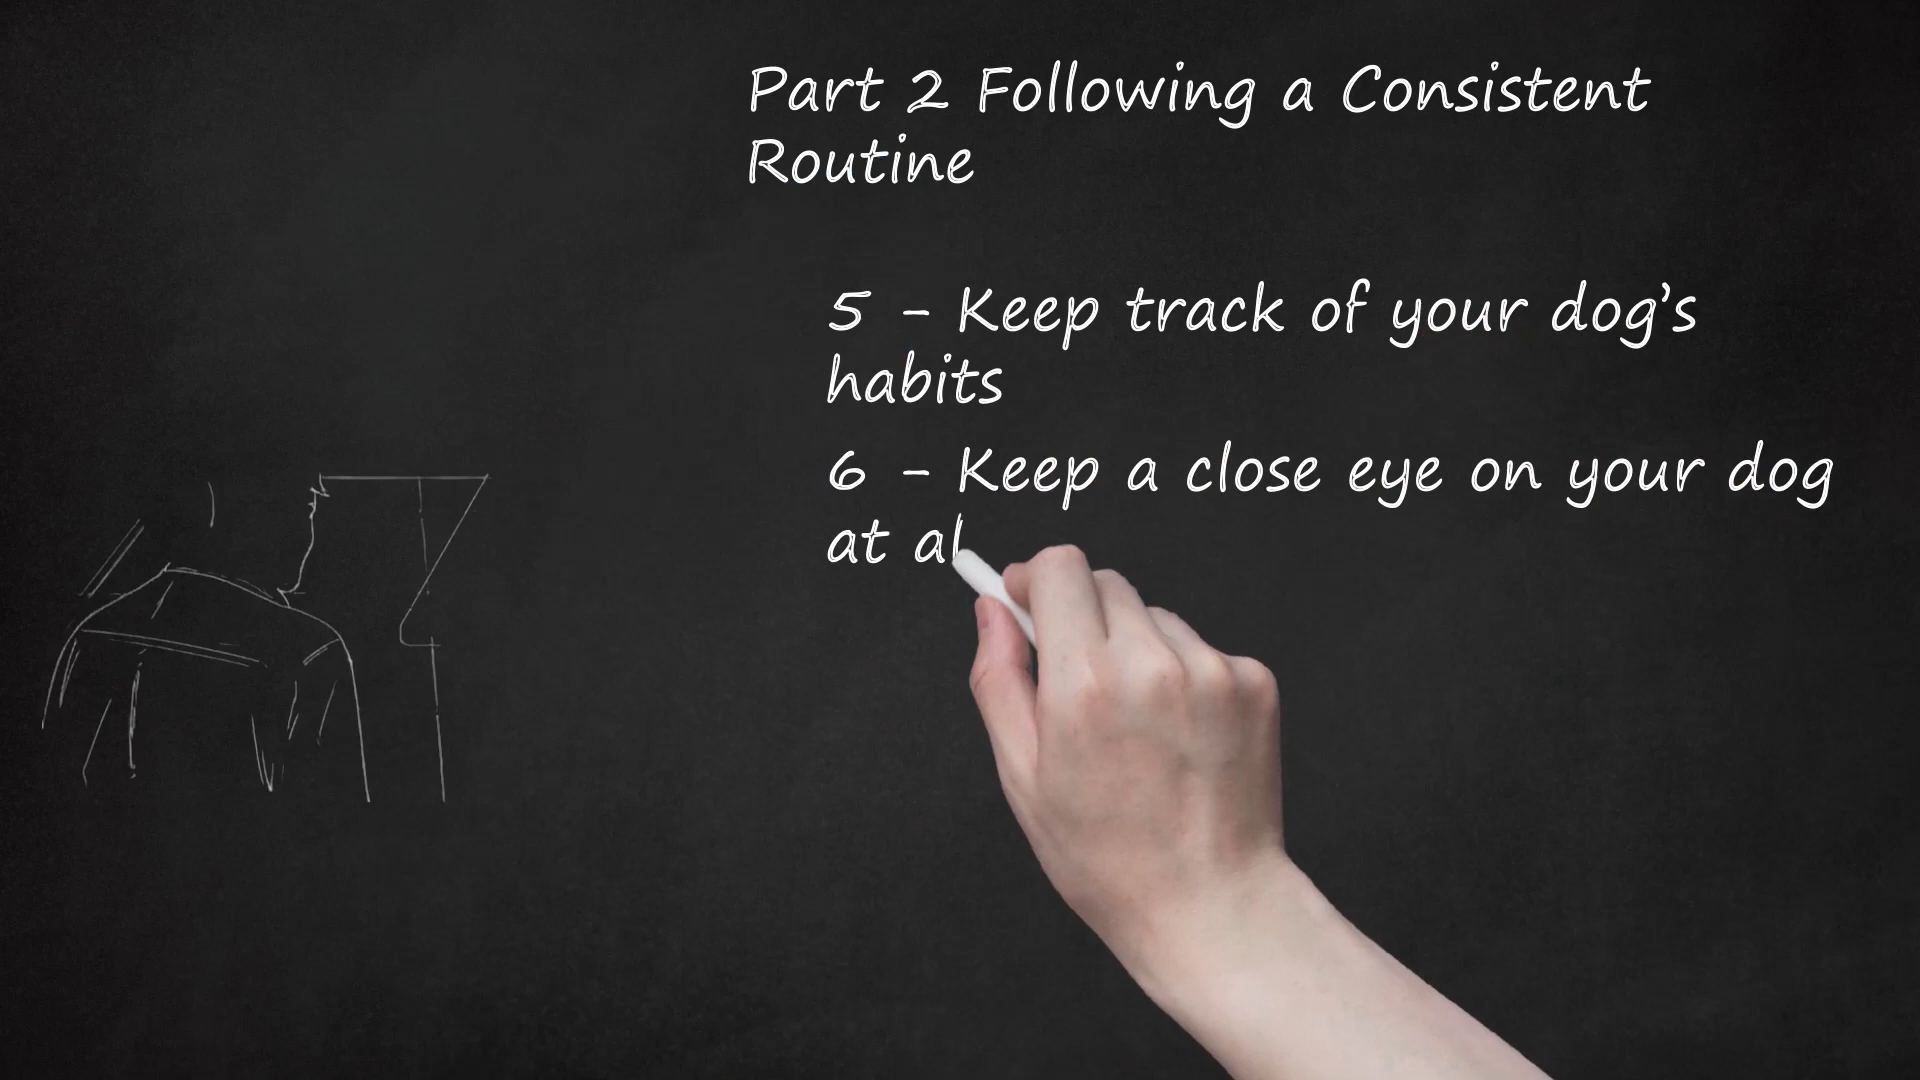 Part 2 Following a Consistent
Routine
5 - Keep track of your dog's
habits
6 - Keep a close eye on your dog
at al